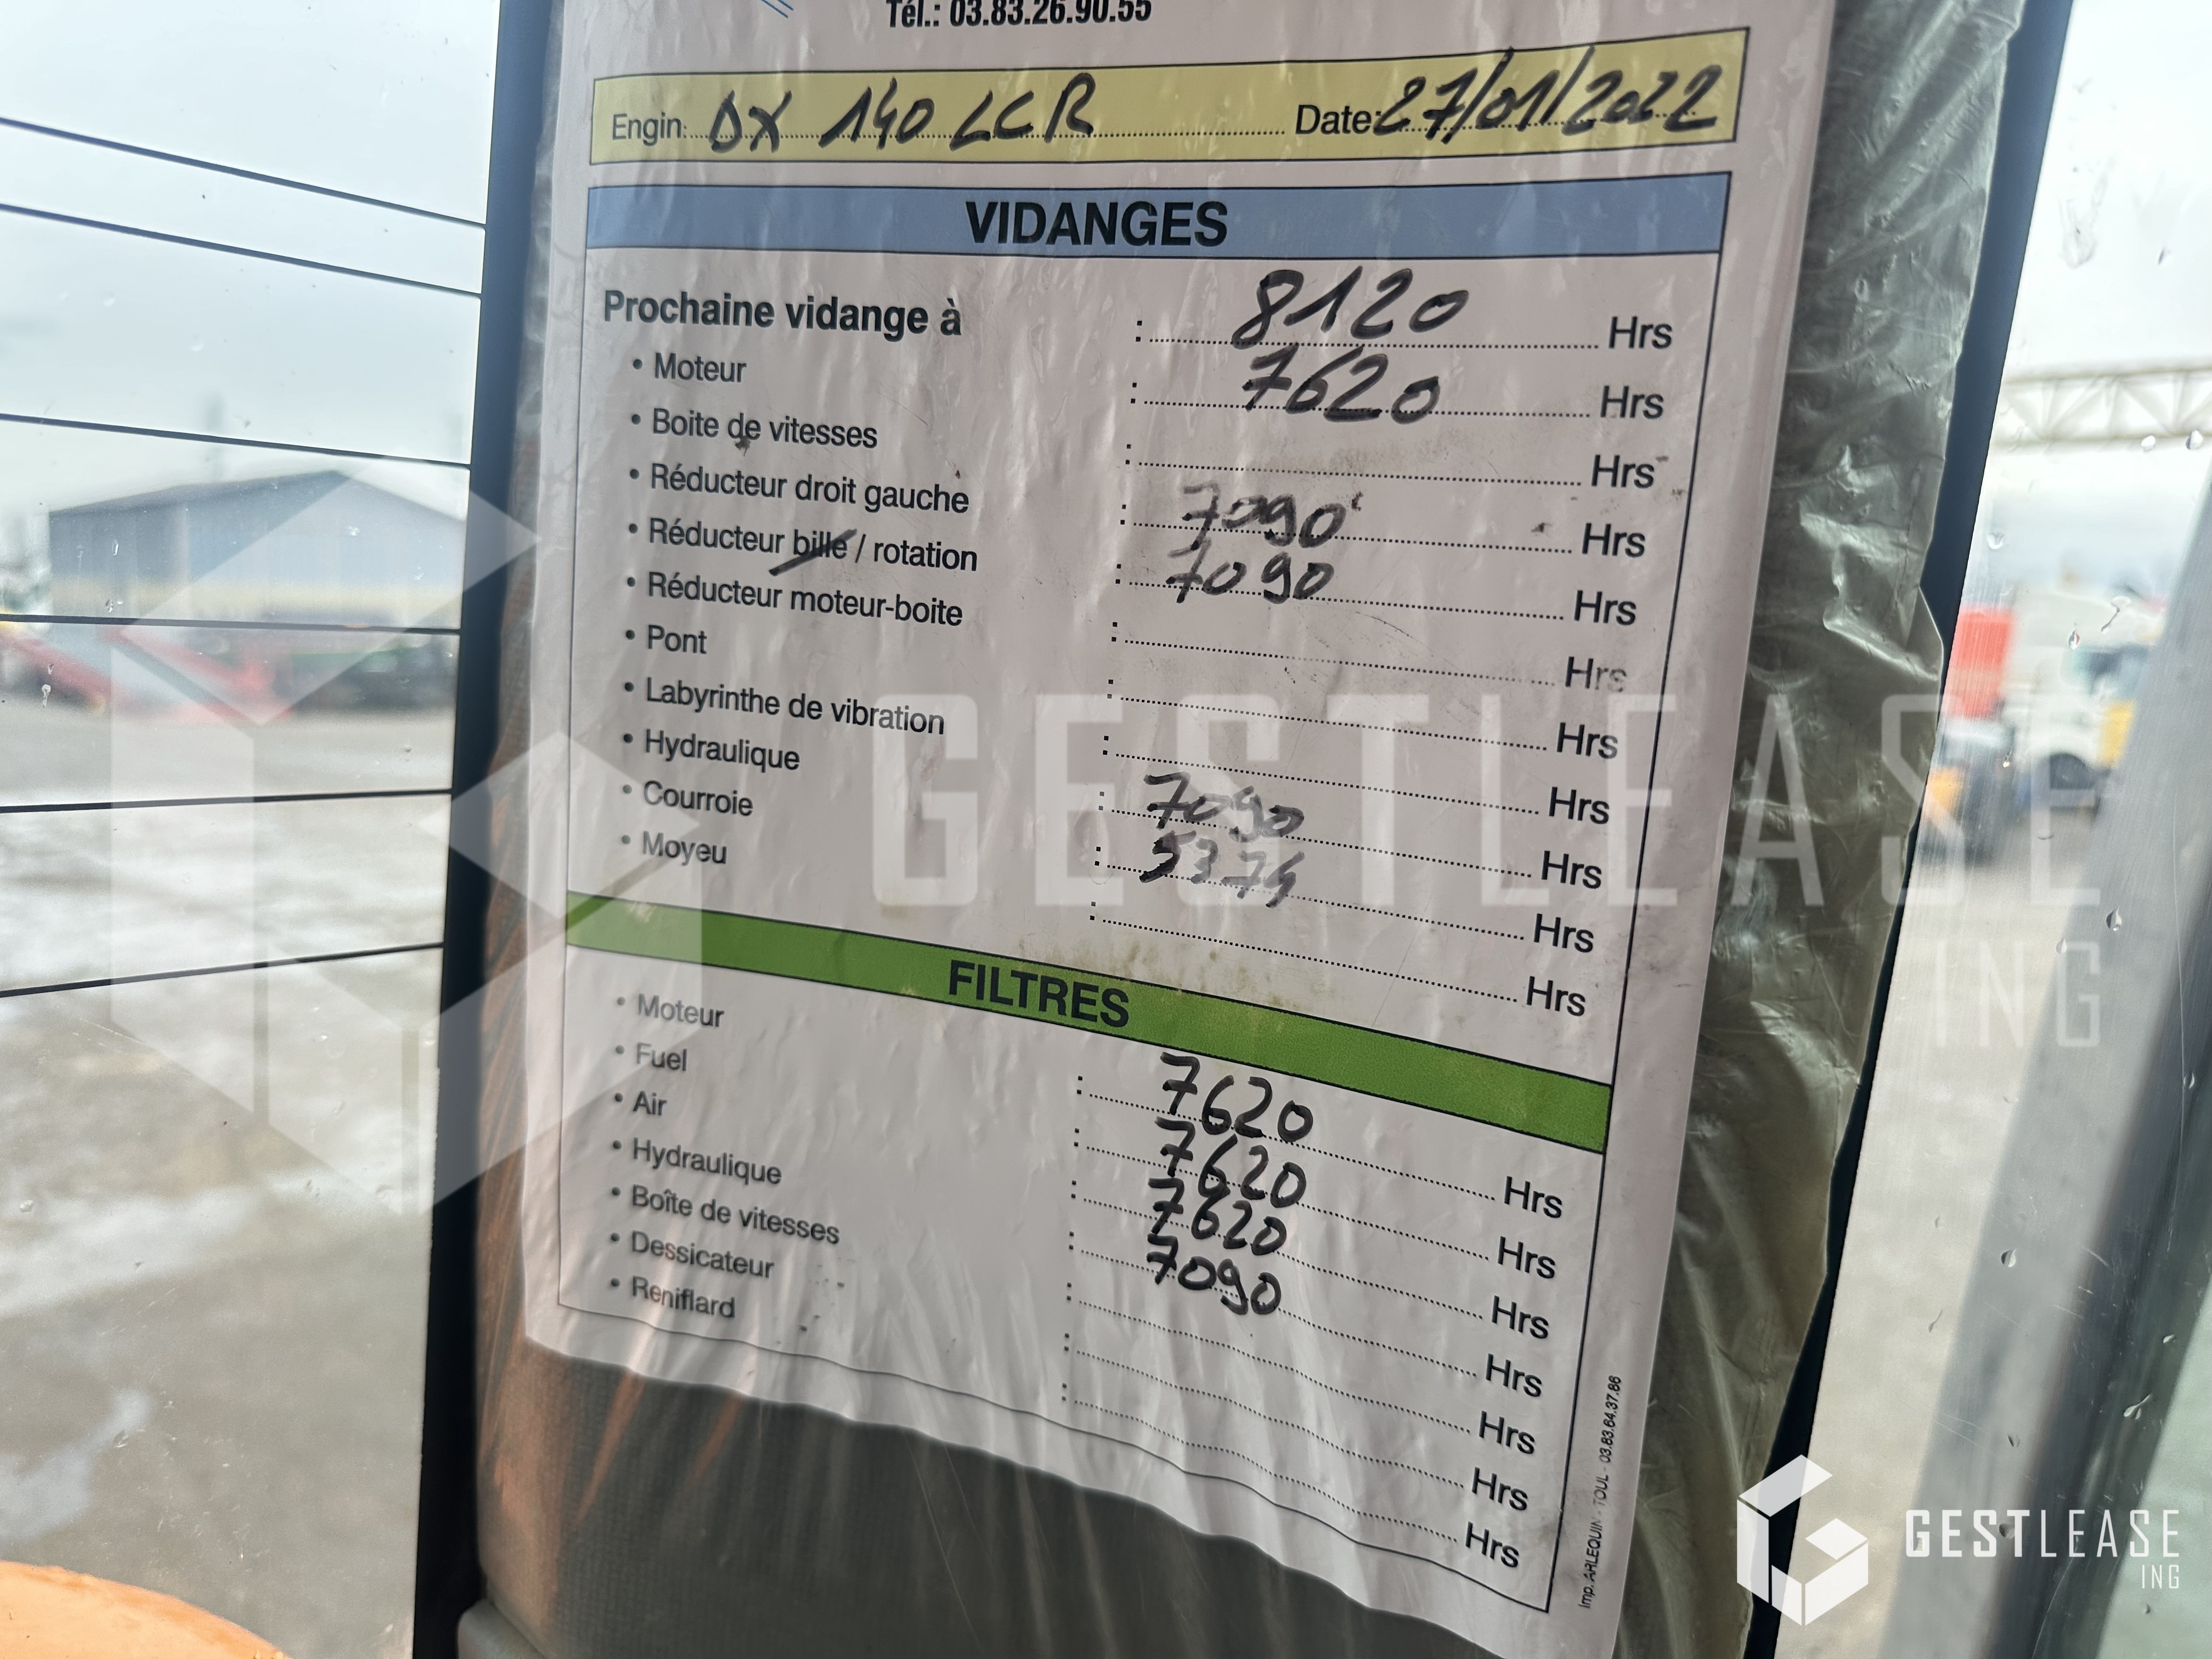 Tél.: 03.83.26.90.55
Engin: DX 140 LCR Date: 27/01/2022
VIDANGES
Prochaine vidange à : 8120 Hrs
• Moteur : 7620 Hrs
• Boite de vitesses : Hrs
• Réducteur droit gauche : 7090 Hrs
• Réducteur bille / rotation : 7090 Hrs
• Réducteur moteur-boite : Hrs
• Pont : Hrs
• Labyrinthe de vibration : Hrs
• Hydraulique : 7090 Hrs
• Courroie : 5374 Hrs
• Moyeu : Hrs
FILTRES
• Moteur : 7620 Hrs
• Fuel : 7620 Hrs
• Air : 7620 Hrs
• Hydraulique : 7090 Hrs
• Boîte de vitesses : Hrs
• Dessicateur : Hrs
• Reniflard : Hrs
Imp. ARLEQUIN - TOUL - 03.83.64.37.86
GESTLEASE
ING
GESTLEASE
ING